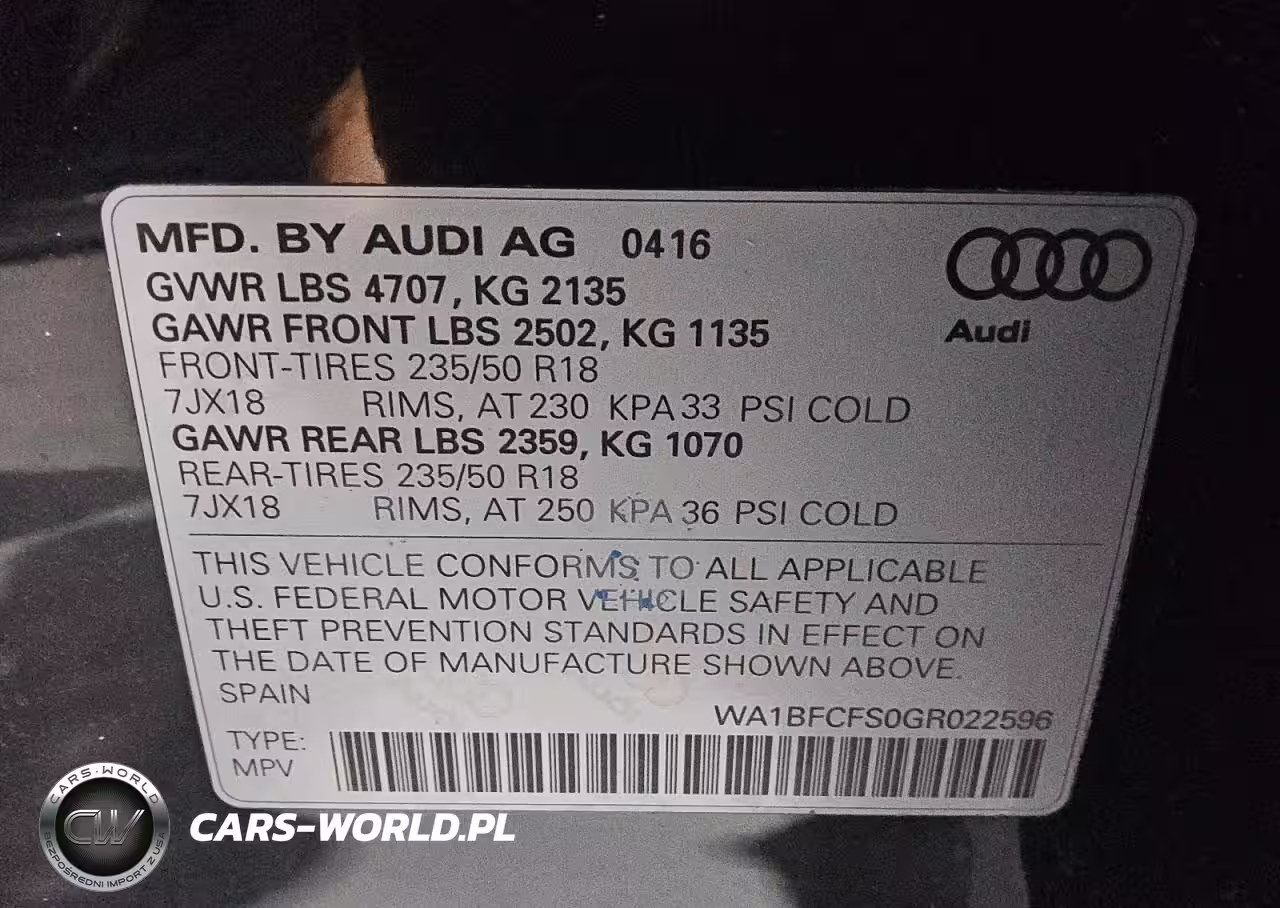 MFD. BY AUDI AG 0416
GVWR LBS 4707, KG 2135
GAWR FRONT LBS 2502, KG 1135
Audi
FRONT-TIRES 235/50 R18
7JX18 RIMS, AT 230 KPA 33 PSI COLD
GAWR REAR LBS 2359, KG 1070
REAR-TIRES 235/50 R18
7JX18 RIMS, AT 250 KPA 36 PSI COLD
THIS VEHICLE CONFORMS TO ALL APPLICABLE
U.S. FEDERAL MOTOR VEHICLE SAFETY AND
THEFT PREVENTION STANDARDS IN EFFECT ON
THE DATE OF MANUFACTURE SHOWN ABOVE.
SPAIN
WA1BFCFS0GR022596
TYPE:
MPV
CARS-WORLD
CW
BEZPOŚREDNI IMPORT Z USA
CARS-WORLD.PL